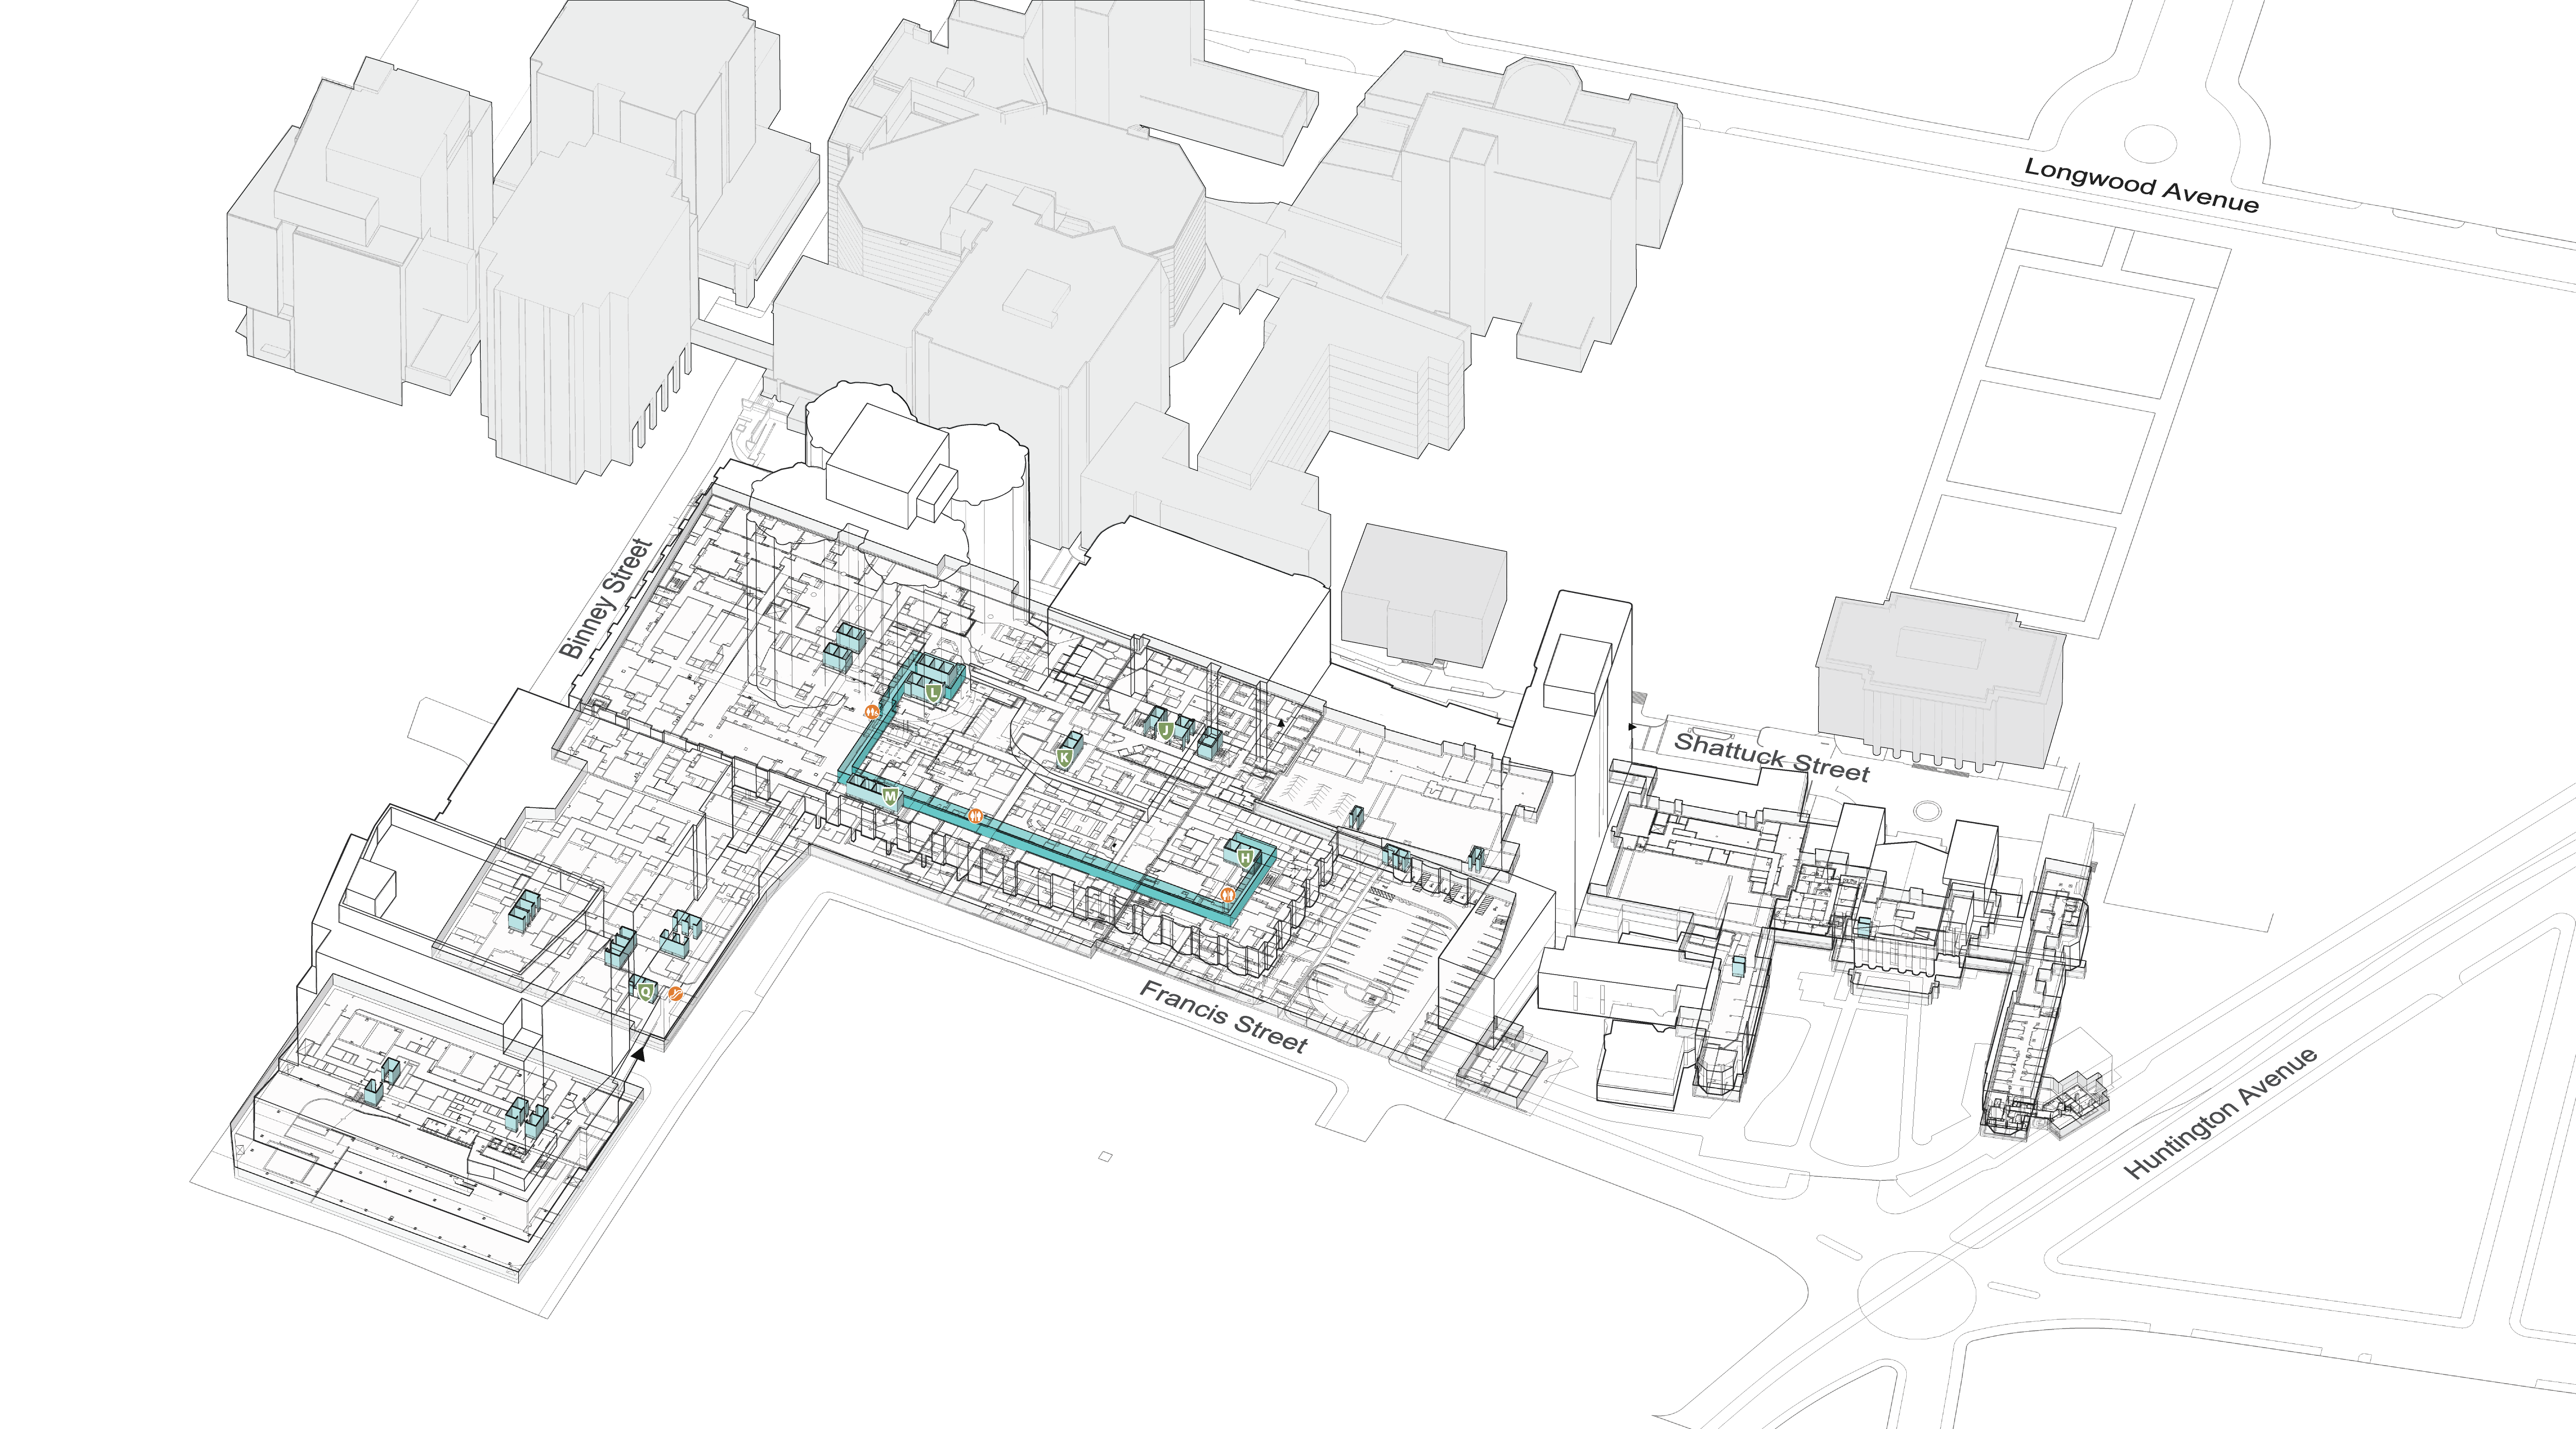 Longwood Avenue
Binney Street
L
J
Shattuck Street
K
M
H
Q
Francis Street
Huntington Avenue